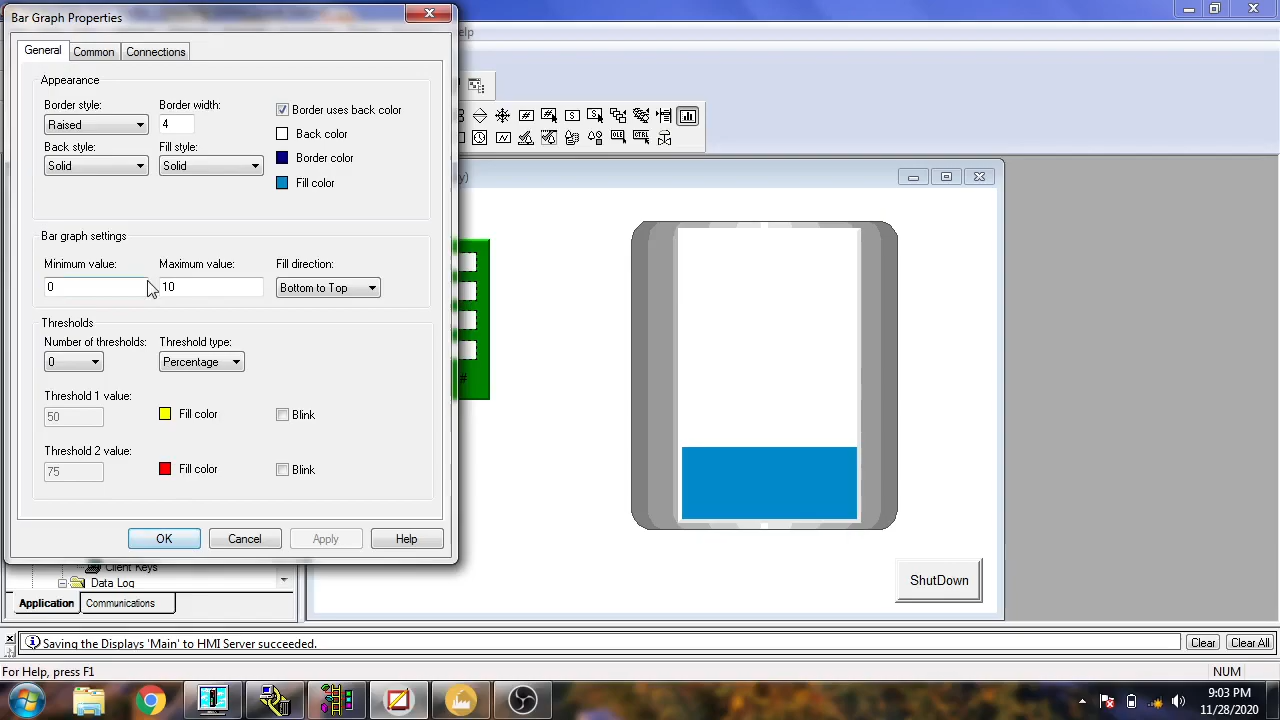 Bar Graph Properties
General
Common
Connections
Appearance
Border style:
Border width:
Raised
4
Border uses back color
Back color
Back style:
Fill style:
Border color
Solid
Solid
Fill color
Bar graph settings
Minimum value:
Maximum value:
Fill direction:
0
10
Bottom to Top
Thresholds
Number of thresholds:
Threshold type:
0
Percentage
Threshold 1 value:
50
Fill color
Blink
Threshold 2 value:
75
Fill color
Blink
OK
Cancel
Apply
Help
#
ShutDown
Client Keys
Data Log
Application
Communications
Saving the Displays 'Main' to HMI Server succeeded.
Clear
Clear All
For Help, press F1
NUM
9:03 PM
11/28/2020